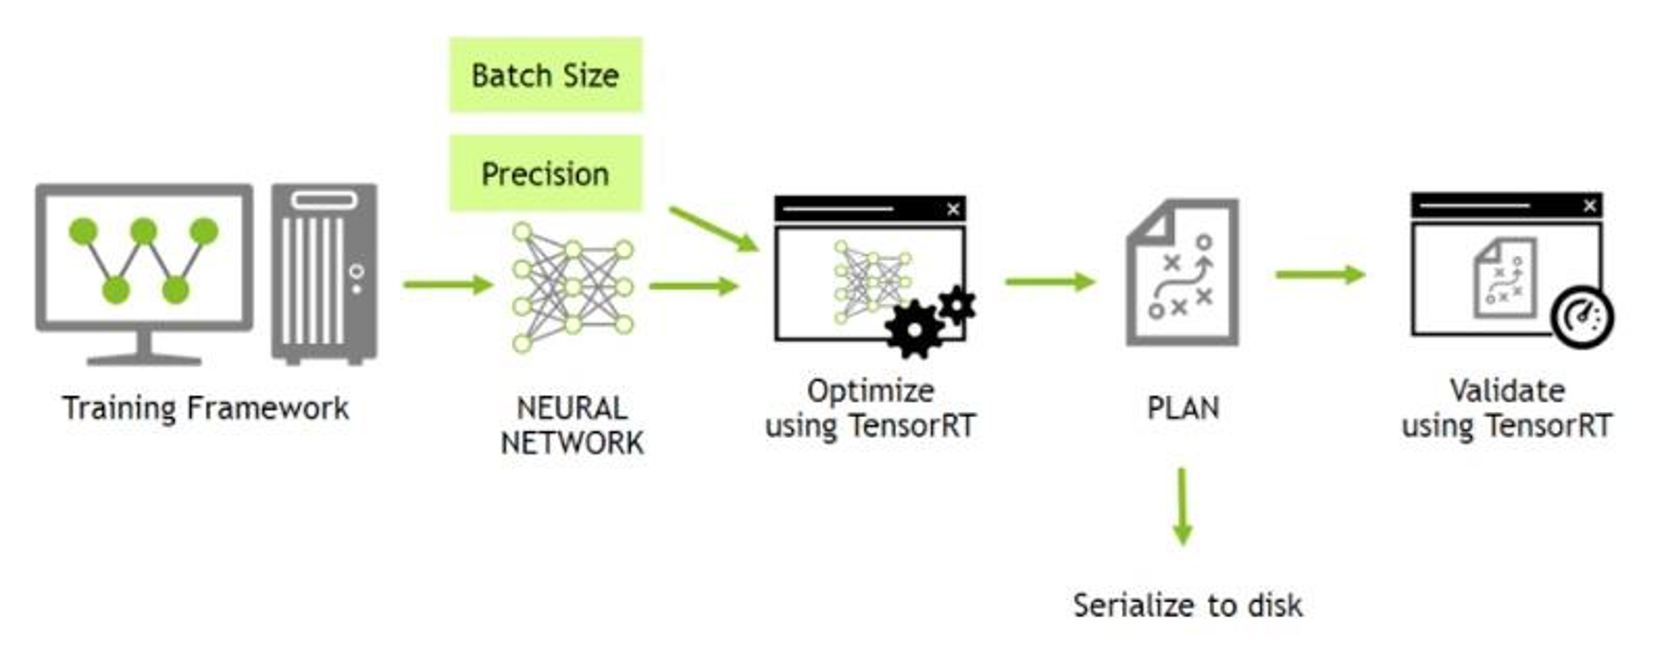 Batch Size
Precision
Training Framework
NEURAL
NETWORK
Optimize
using TensorRT
PLAN
Validate
using TensorRT
Serialize to disk